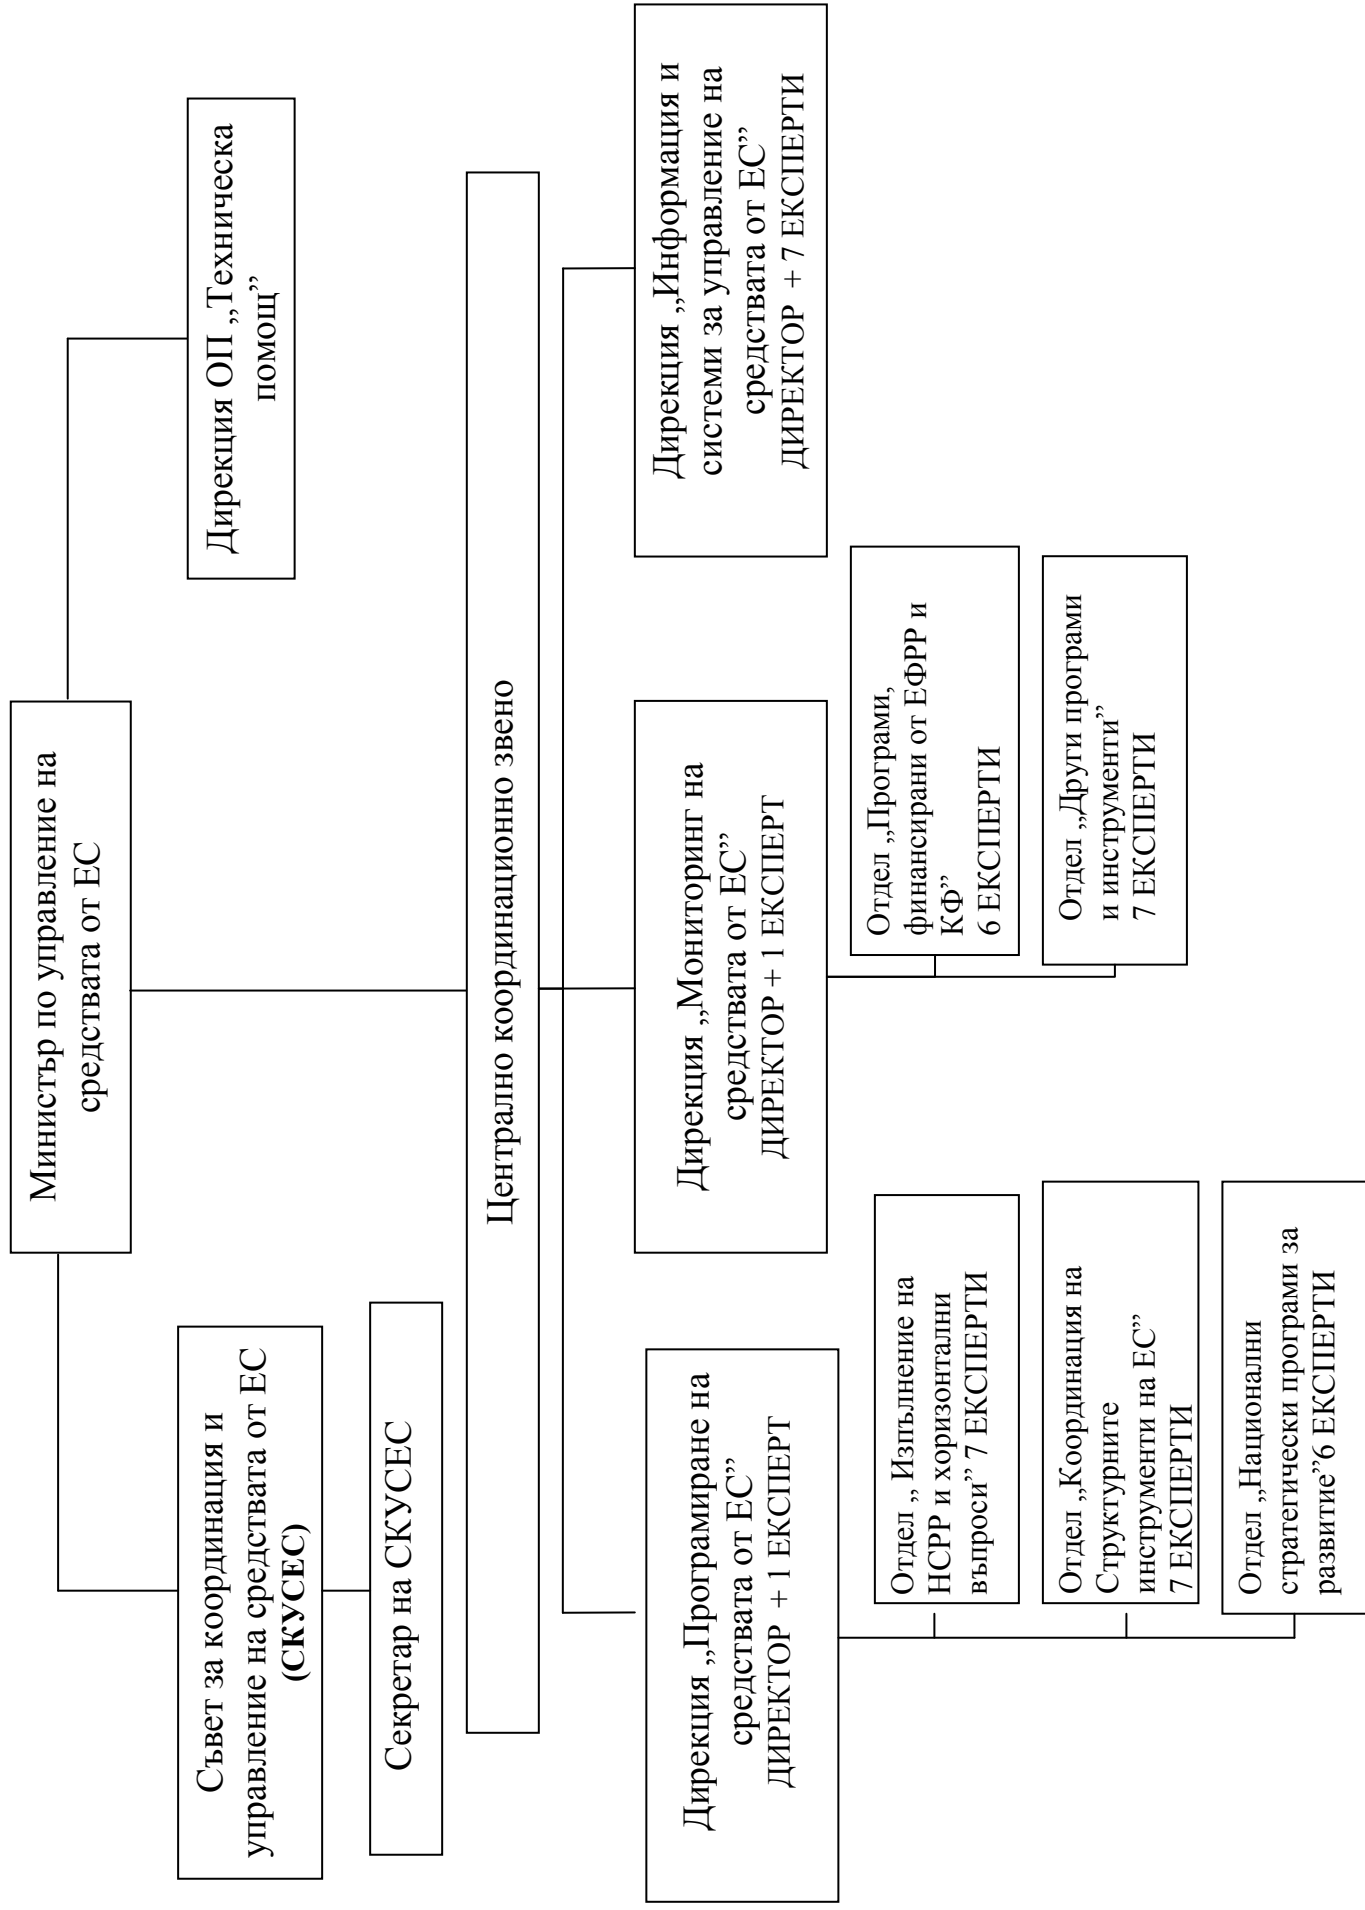 Министър по управление на
средствата от ЕС
Съвет за координация и
управление на средствата от ЕС
(СКУСЕС)
Дирекция ОП „Техническа
помощ”
Секретар на СКУСЕС
Централно координационно звено
Дирекция „Програмиране на
средствата от ЕС”
ДИРЕКТОР + 1 ЕКСПЕРТ
Дирекция „Мониторинг на
средствата от ЕС”
ДИРЕКТОР + 1 ЕКСПЕРТ
Дирекция „Информация и
системи за управление на
средствата от ЕС”
ДИРЕКТОР + 7 ЕКСПЕРТИ
Отдел „ Изпълнение на
НСРР и хоризонтални
въпроси” 7 ЕКСПЕРТИ
Отдел „Координация на
Структурните
инструменти на ЕС”
7 ЕКСПЕРТИ
Отдел „Национални
стратегически програми за
развитие”6 ЕКСПЕРТИ
Отдел „Програми,
финансирани от ЕФРР и
КФ”
6 ЕКСПЕРТИ
Отдел „Други програми
и инструменти”
7 ЕКСПЕРТИ